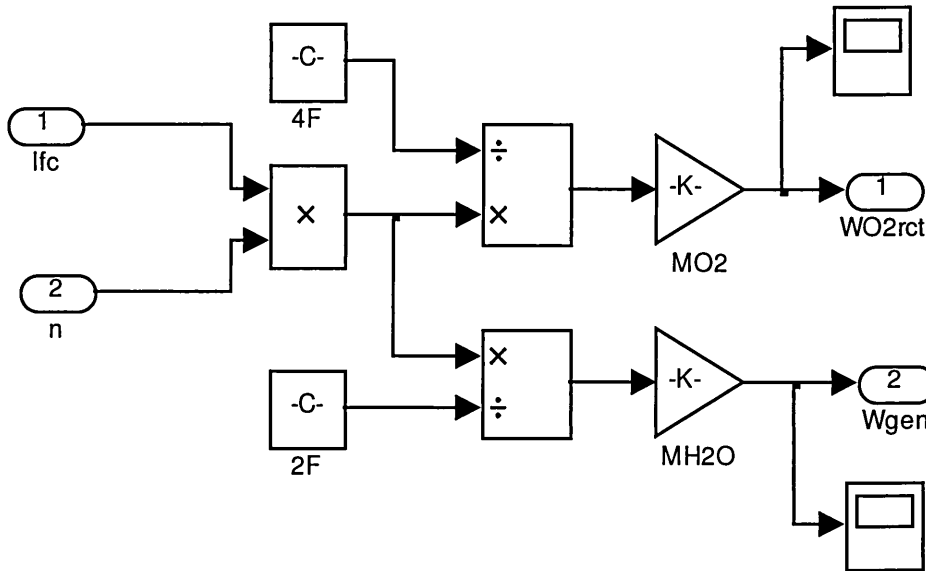 -C-
4F
1
Ifc
÷
×
-K-
MO2
1
WO2rct
×
2
n
-C-
2F
×
÷
-K-
MH2O
2
Wgen